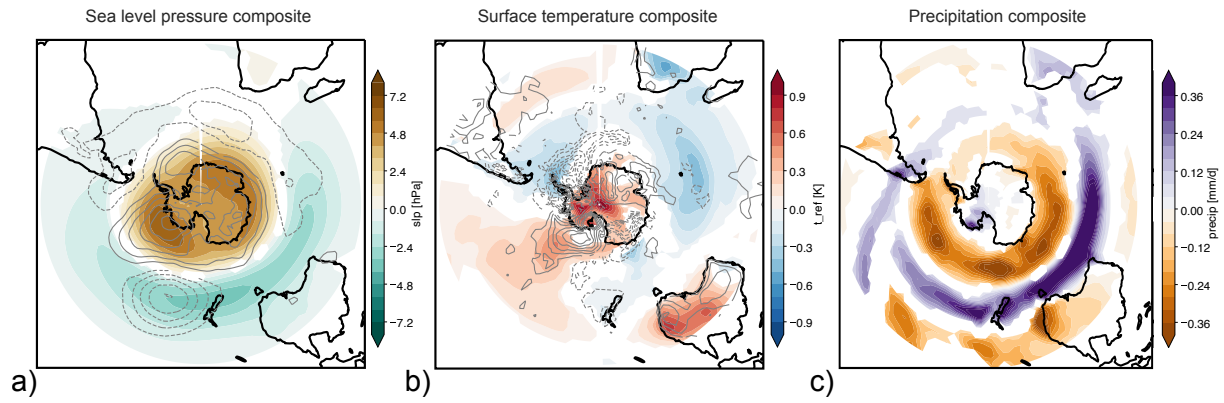 Sea level pressure composite
Surface temperature composite
Precipitation composite
7.2
4.8
2.4
0.0
−2.4
−4.8
−7.2
slp [hPa]
0.9
0.6
0.3
0.0
−0.3
−0.6
−0.9
t_ref [K]
0.36
0.24
0.12
0.00
−0.12
−0.24
−0.36
precip [mm/d]
a)
b)
c)